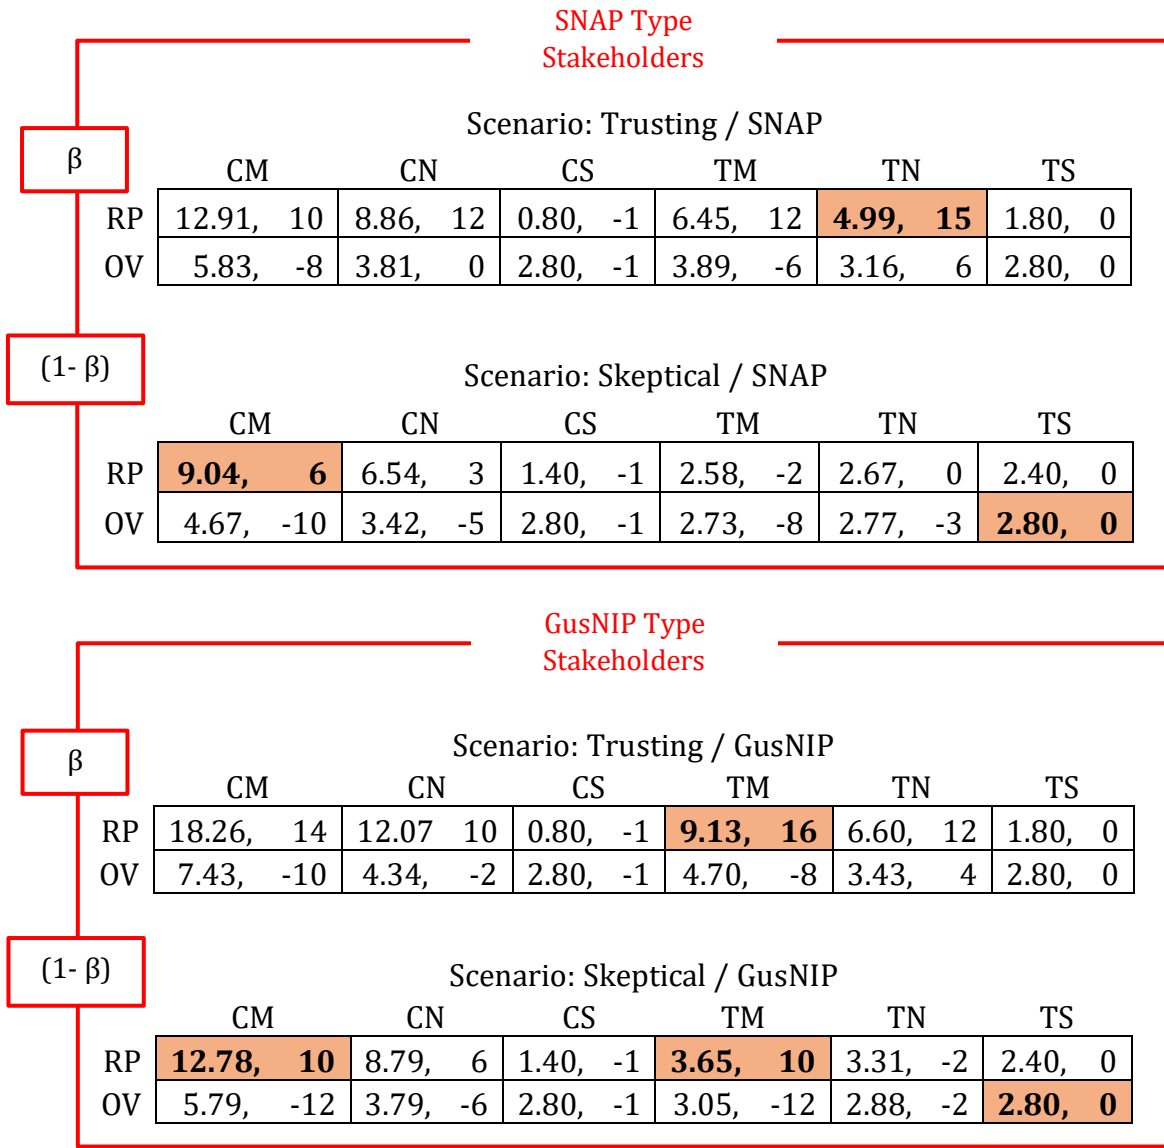 SNAP Type
Stakeholders
Scenario: Trusting / SNAP
β
CM CN CS TM TN TS
RP 12.91, 10 8.86, 12 0.80, -1 6.45, 12 4.99, 15 1.80, 0
OV 5.83, -8 3.81, 0 2.80, -1 3.89, -6 3.16, 6 2.80, 0
(1- β)
Scenario: Skeptical / SNAP
CM CN CS TM TN TS
RP 9.04, 6 6.54, 3 1.40, -1 2.58, -2 2.67, 0 2.40, 0
OV 4.67, -10 3.42, -5 2.80, -1 2.73, -8 2.77, -3 2.80, 0
GusNIP Type
Stakeholders
Scenario: Trusting / GusNIP
β
CM CN CS TM TN TS
RP 18.26, 14 12.07 10 0.80, -1 9.13, 16 6.60, 12 1.80, 0
OV 7.43, -10 4.34, -2 2.80, -1 4.70, -8 3.43, 4 2.80, 0
(1- β)
Scenario: Skeptical / GusNIP
CM CN CS TM TN TS
RP 12.78, 10 8.79, 6 1.40, -1 3.65, 10 3.31, -2 2.40, 0
OV 5.79, -12 3.79, -6 2.80, -1 3.05, -12 2.88, -2 2.80, 0